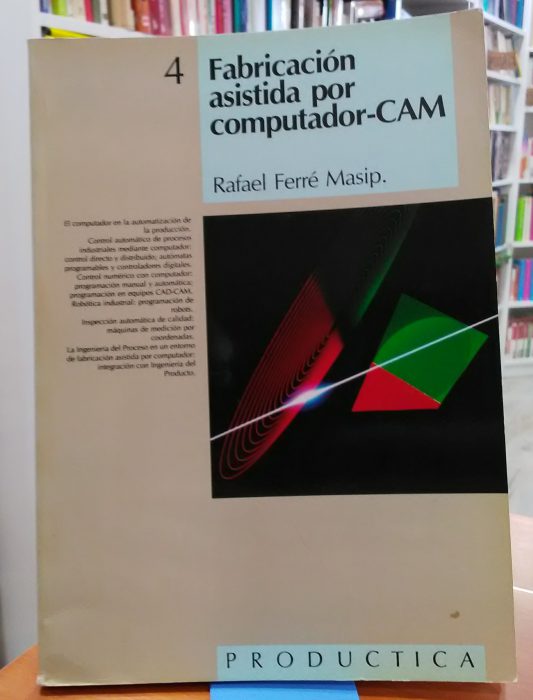 4
Fabricación
asistida por
computador-CAM
Rafael Ferré Masip.
El computador en la automatización de
la producción.
Control automático de procesos
industriales mediante computador:
control directo y distribuido; autómatas
programables y controladores digitales.
Control numérico con computador:
programación manual y automática;
programación en equipos CAD-CAM.
Robótica industrial: programación de
robots.
Inspección automática de calidad:
máquinas de medición por
coordenadas.
La Ingeniería del Proceso en un entorno
de fabricación asistida por computador:
integración con Ingeniería del
Producto.
PRODUCTICA